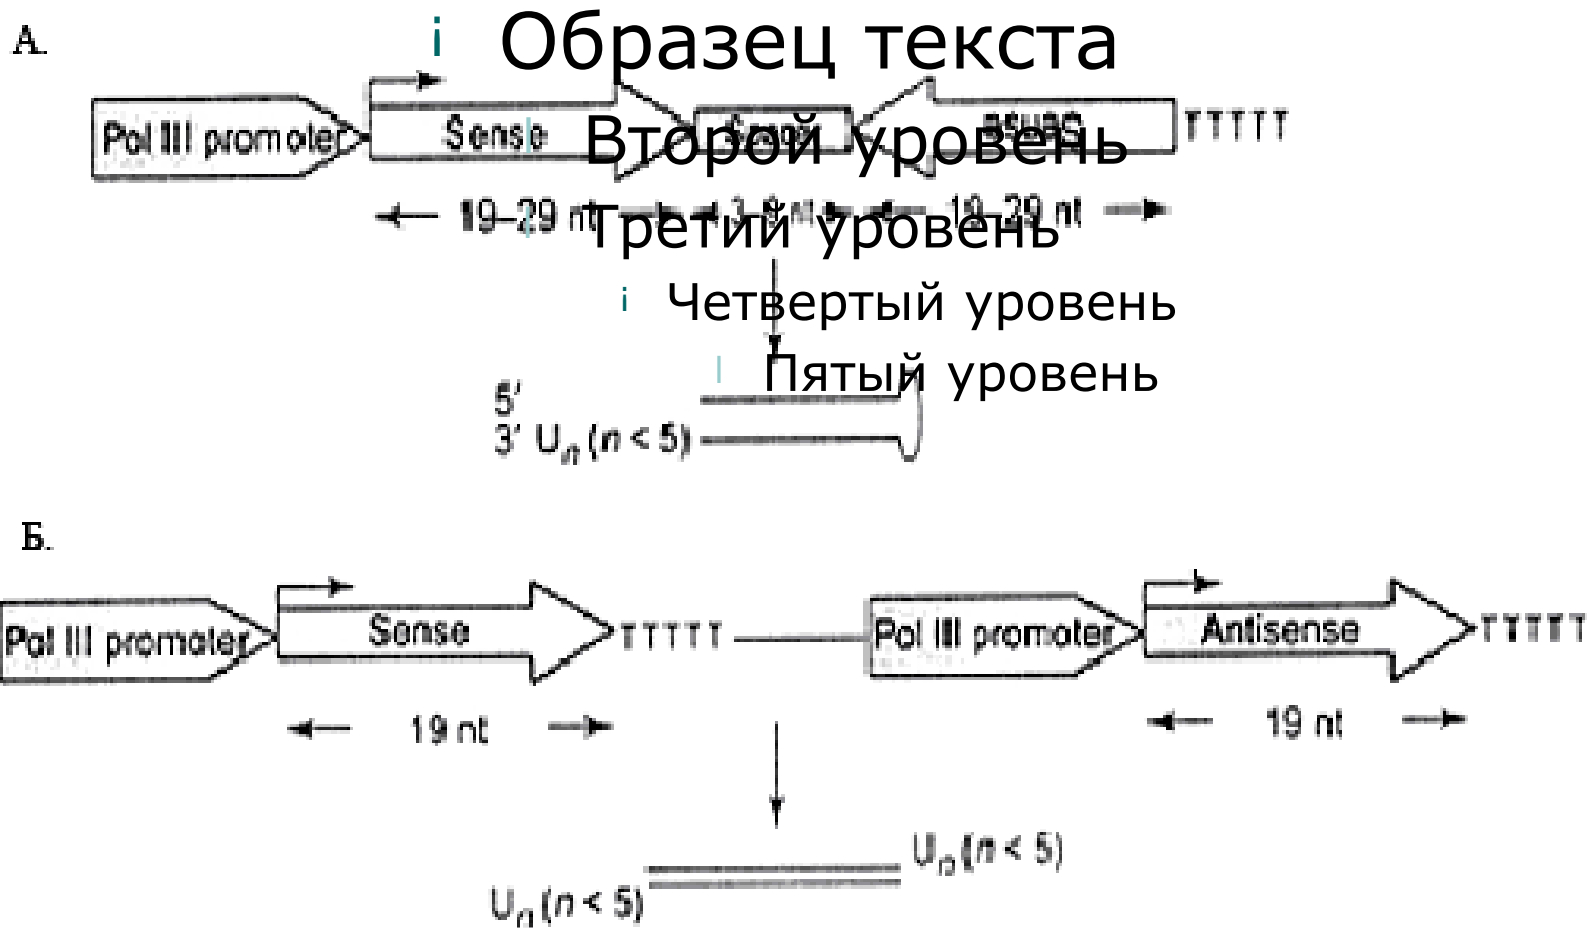 А.
Образец текста
Pol III promoter Sense TTTTT
Второй уровень
19–29 nt 19–29 nt
Третий уровень
Четвертый уровень
Пятый уровень
5'
3' Un (n < 5)
Б.
Pol III promoter Sense TTTTT Pol III promoter Antisense TTTTT
19 nt 19 nt
Un (n < 5)
Un (n < 5)